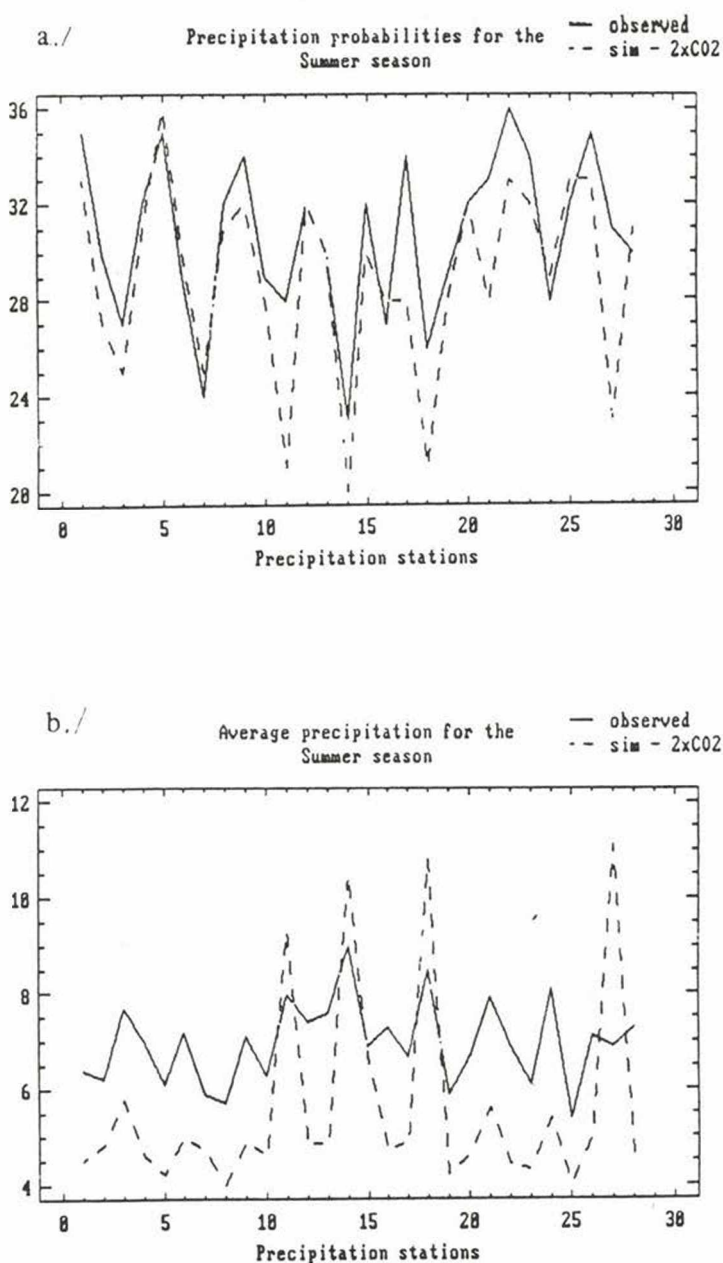 a./
Precipitation probabilities for the
Summer season
observed
sim - 2xCO2
36
32
28
24
20
0 5 10 15 20 25 30
Precipitation stations
b./
Average precipitation for the
Summer season
observed
sim - 2xCO2
12
10
8
6
4
0 5 10 15 20 25 30
Precipitation stations